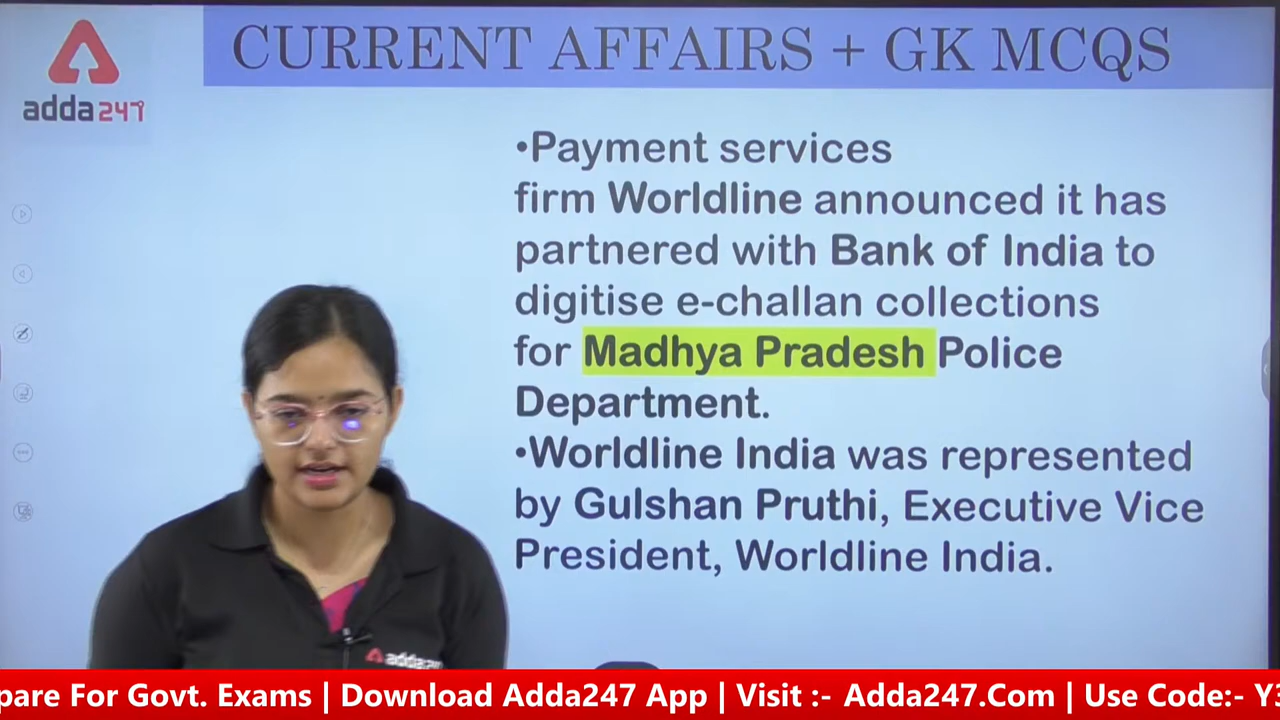 CURRENT AFFAIRS + GK MCQS
adda247
•Payment services
firm Worldline announced it has
partnered with Bank of India to
digitise e-challan collections
for Madhya Pradesh Police
Department.
•Worldline India was represented
by Gulshan Pruthi, Executive Vice
President, Worldline India.
adda247
pare For Govt. Exams | Download Adda247 App | Visit :- Adda247.Com | Use Code:- Y3